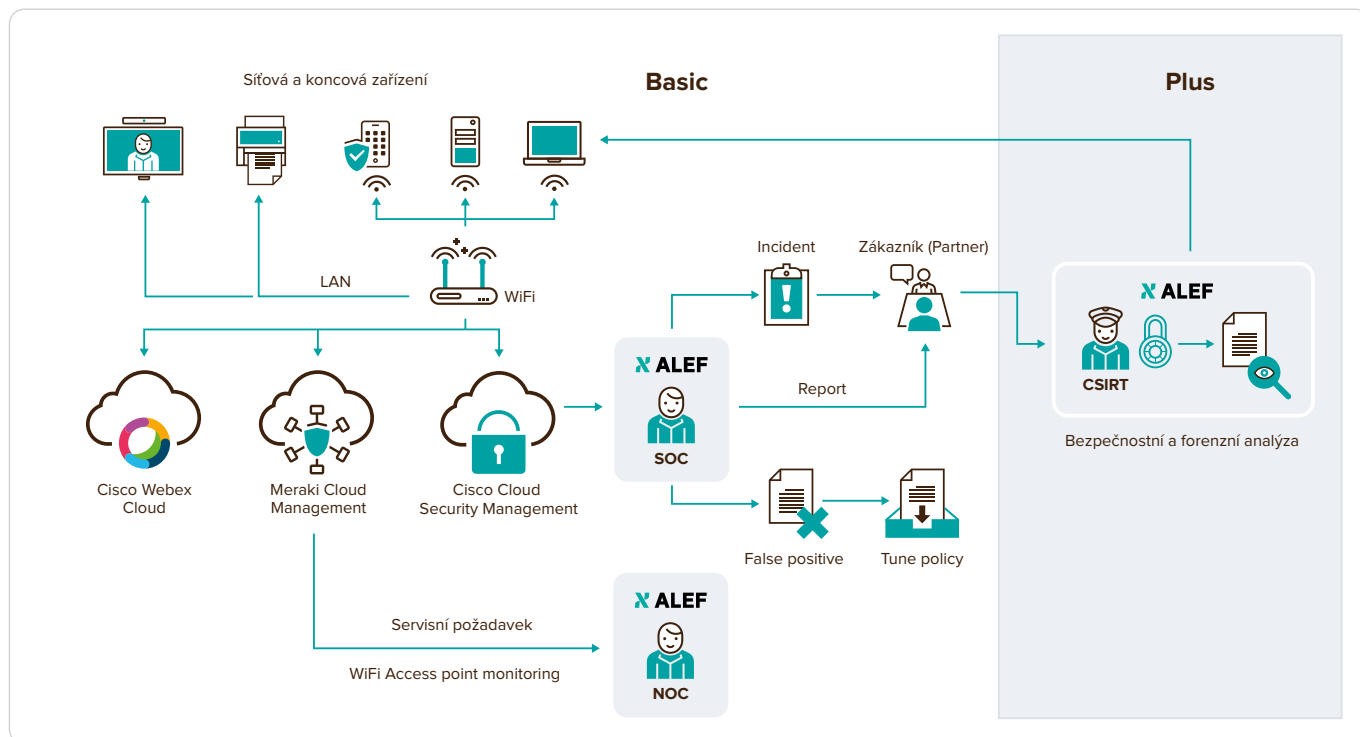 Basic
Plus
Síťová a koncová zařízení
Incident
Zákazník (Partner)
LAN
WiFi
ALEF
CSIRT
Bezpečnostní a forenzní analýza
ALEF
SOC
Report
Cisco Webex
Cloud
Meraki Cloud
Management
Cisco Cloud
Security Management
False positive
Tune policy
Servisní požadavek
WiFi Access point monitoring
ALEF
NOC